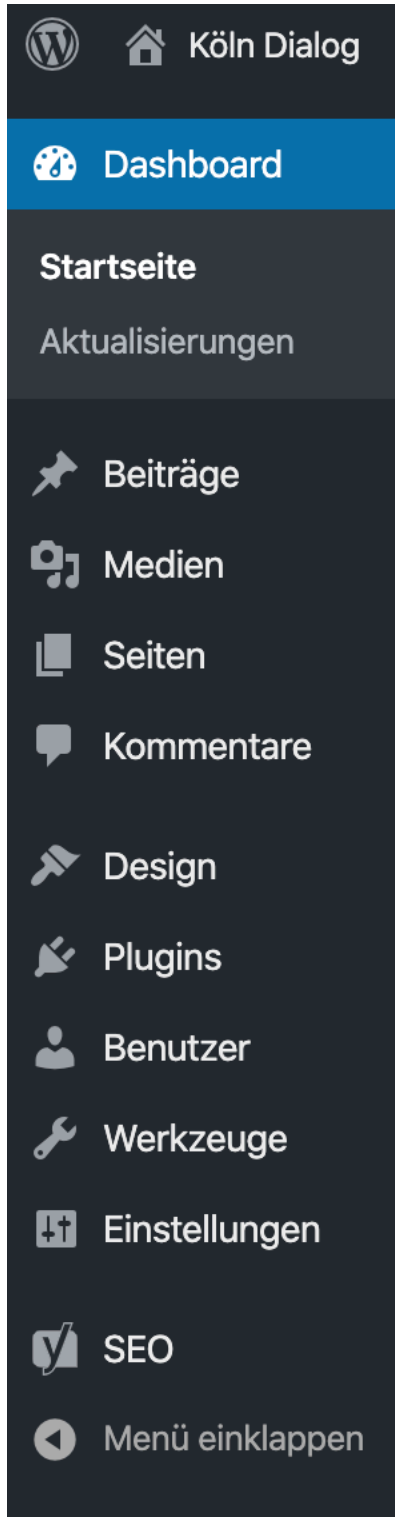 Köln Dialog
Dashboard
Startseite
Aktualisierungen
Beiträge
Medien
Seiten
Kommentare
Design
Plugins
Benutzer
Werkzeuge
Einstellungen
SEO
Menü einklappen